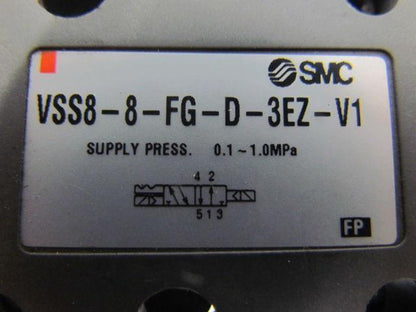 SMC
VSS8-8-FG-D-3EZ-V1
SUPPLY PRESS. 0.1~1.0MPa
4 2
5 1 3
FP